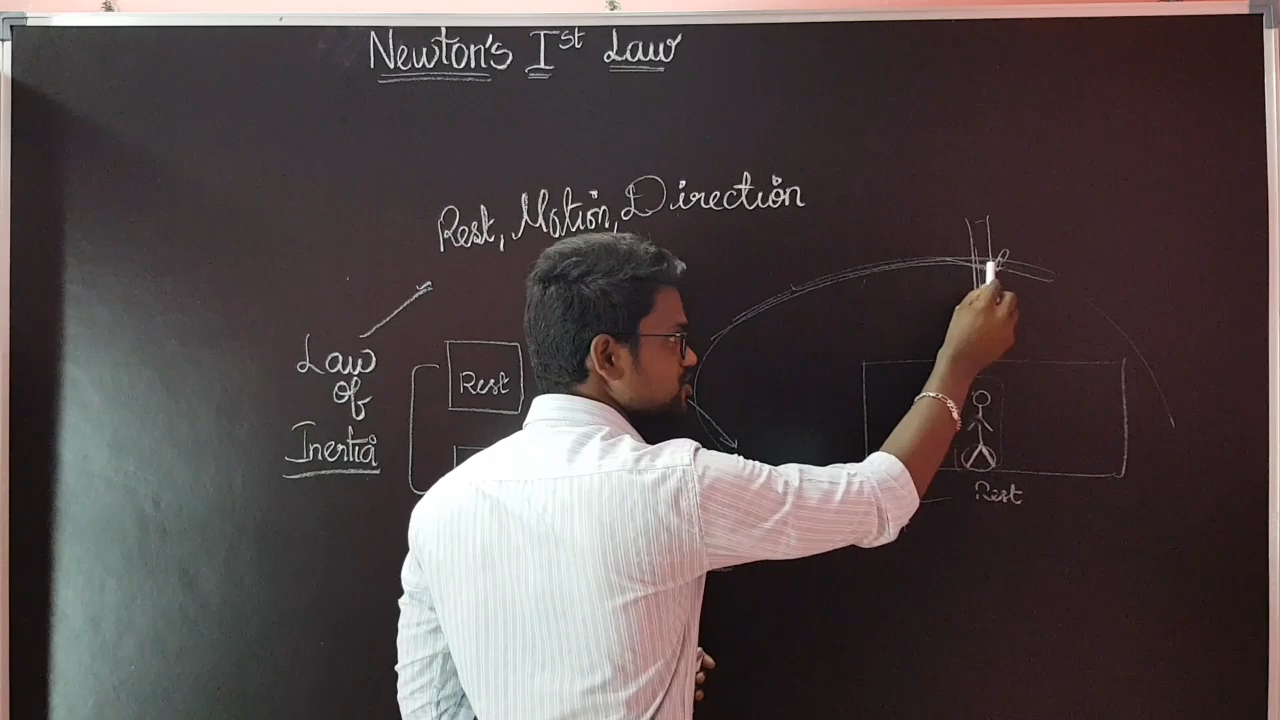 Newton's Ist Law
Rest, Motion, Direction
Law
of
Inertia
Rest
Rest